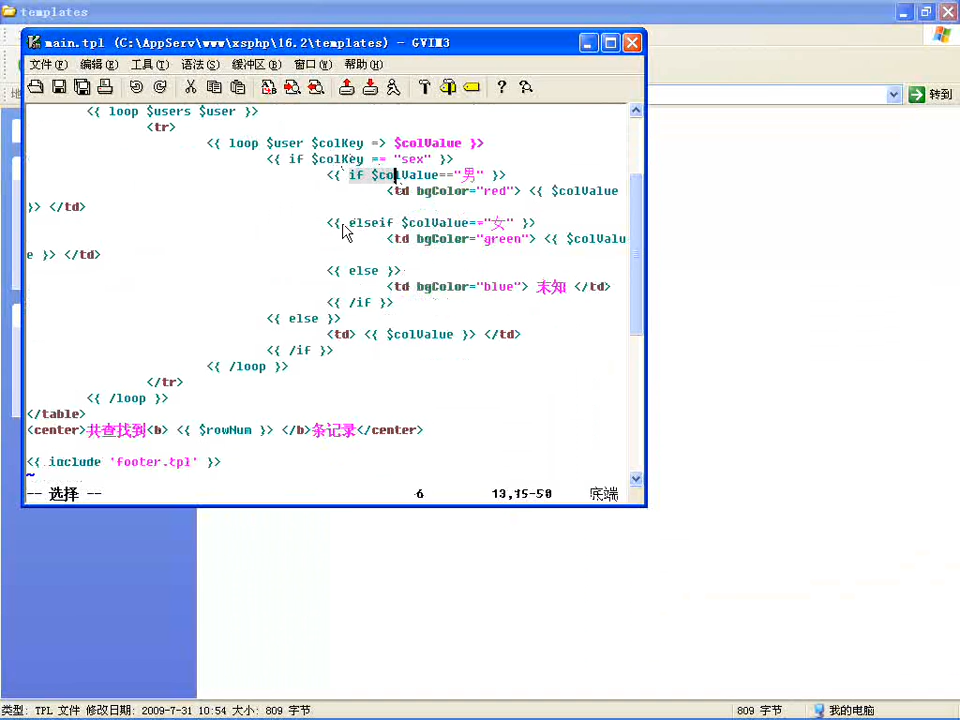 templates
main.tpl (C:\AppServ\www\xsphp\16.2\templates) - GVIM3
文件(F) 编辑(E) 工具(T) 语法(S) 缓冲区(B) 窗口(W) 帮助(H)
转到
<{ loop $users $user }>
<tr>
<{ loop $user $colKey => $colValue }>
<{ if $colKey == "sex" }>
<{ if $colValue=="男" }>
<td bgColor="red"> <{ $colValue
}> </td>
<{ elseif $colValue=="女" }>
<td bgColor="green"> <{ $colValu
e }> </td>
<{ else }>
<td bgColor="blue"> 未知 </td>
<{ /if }>
<{ else }>
<td> <{ $colValue }> </td>
<{ /if }>
<{ /loop }>
</tr>
<{ /loop }>
</table>
<center>共查找到<b> <{ $rowNum }> </b>条记录</center>
<{ include 'footer.tpl' }>
~
-- 选择 -- 6 13,15-50 底端
类型: TPL 文件 修改日期: 2009-7-31 10:54 大小: 809 字节 809 字节 我的电脑